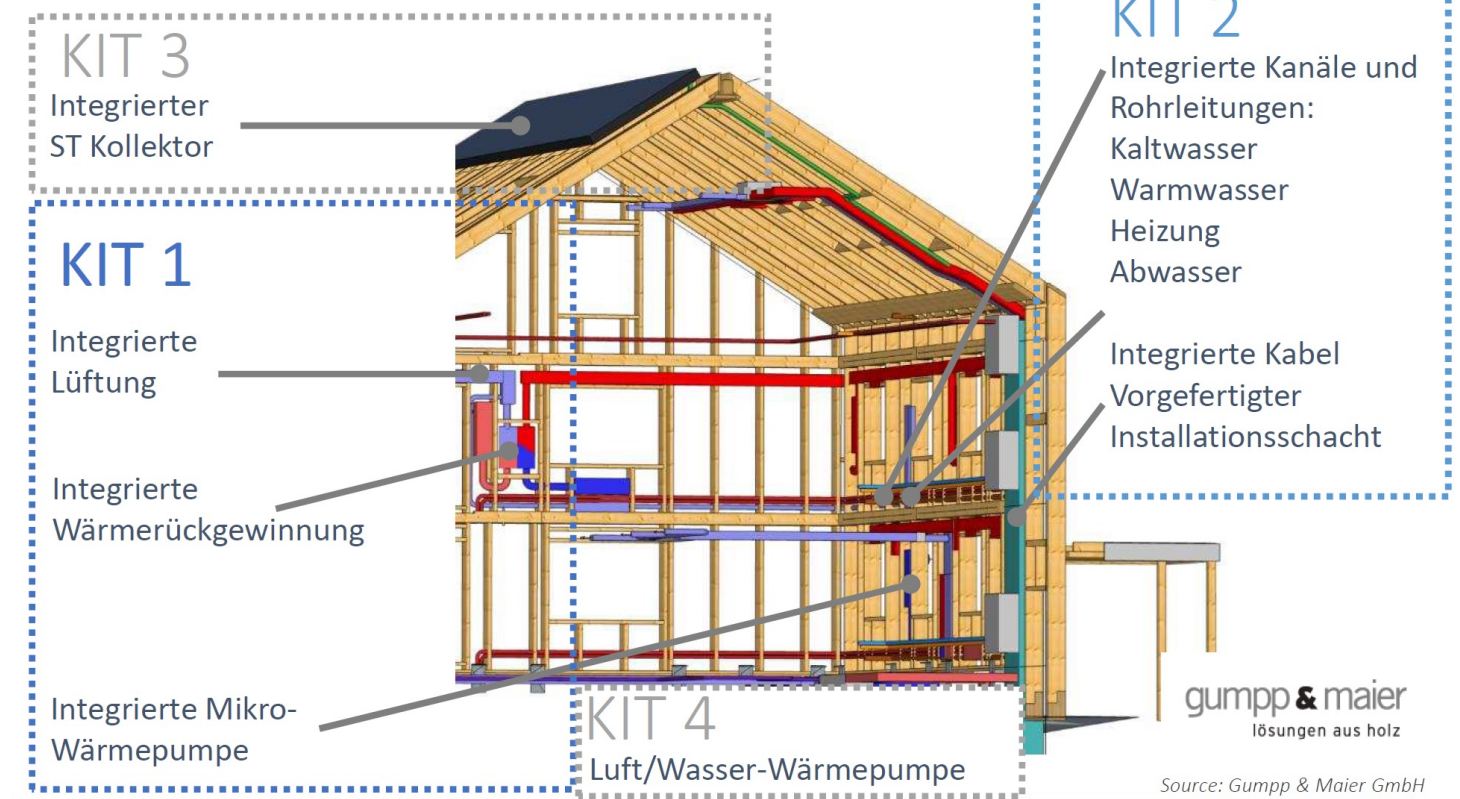 KIT 3
Integrierter
ST Kollektor
KIT 1
Integrierte
Lüftung
Integrierte
Wärmerückgewinnung
Integrierte Mikro-
Wärmepumpe
KIT 2
Integrierte Kanäle und
Rohrleitungen:
Kaltwasser
Warmwasser
Heizung
Abwasser
Integrierte Kabel
Vorgefertigter
Installationsschacht
KIT 4
Luft/Wasser-Wärmepumpe
gumpp & maier
lösungen aus holz
Source: Gumpp & Maier GmbH